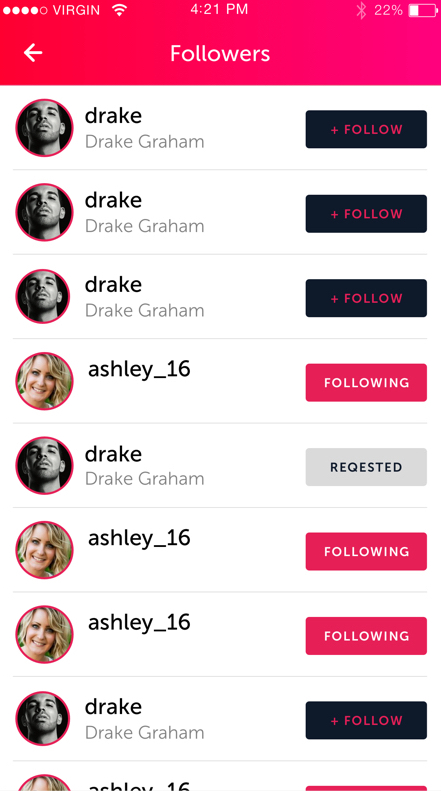 VIRGIN 4:21 PM 22%
Followers
drake
Drake Graham
+ FOLLOW
drake
Drake Graham
+ FOLLOW
drake
Drake Graham
+ FOLLOW
ashley_16
FOLLOWING
drake
Drake Graham
REQESTED
ashley_16
FOLLOWING
ashley_16
FOLLOWING
drake
Drake Graham
+ FOLLOW
ashley_16